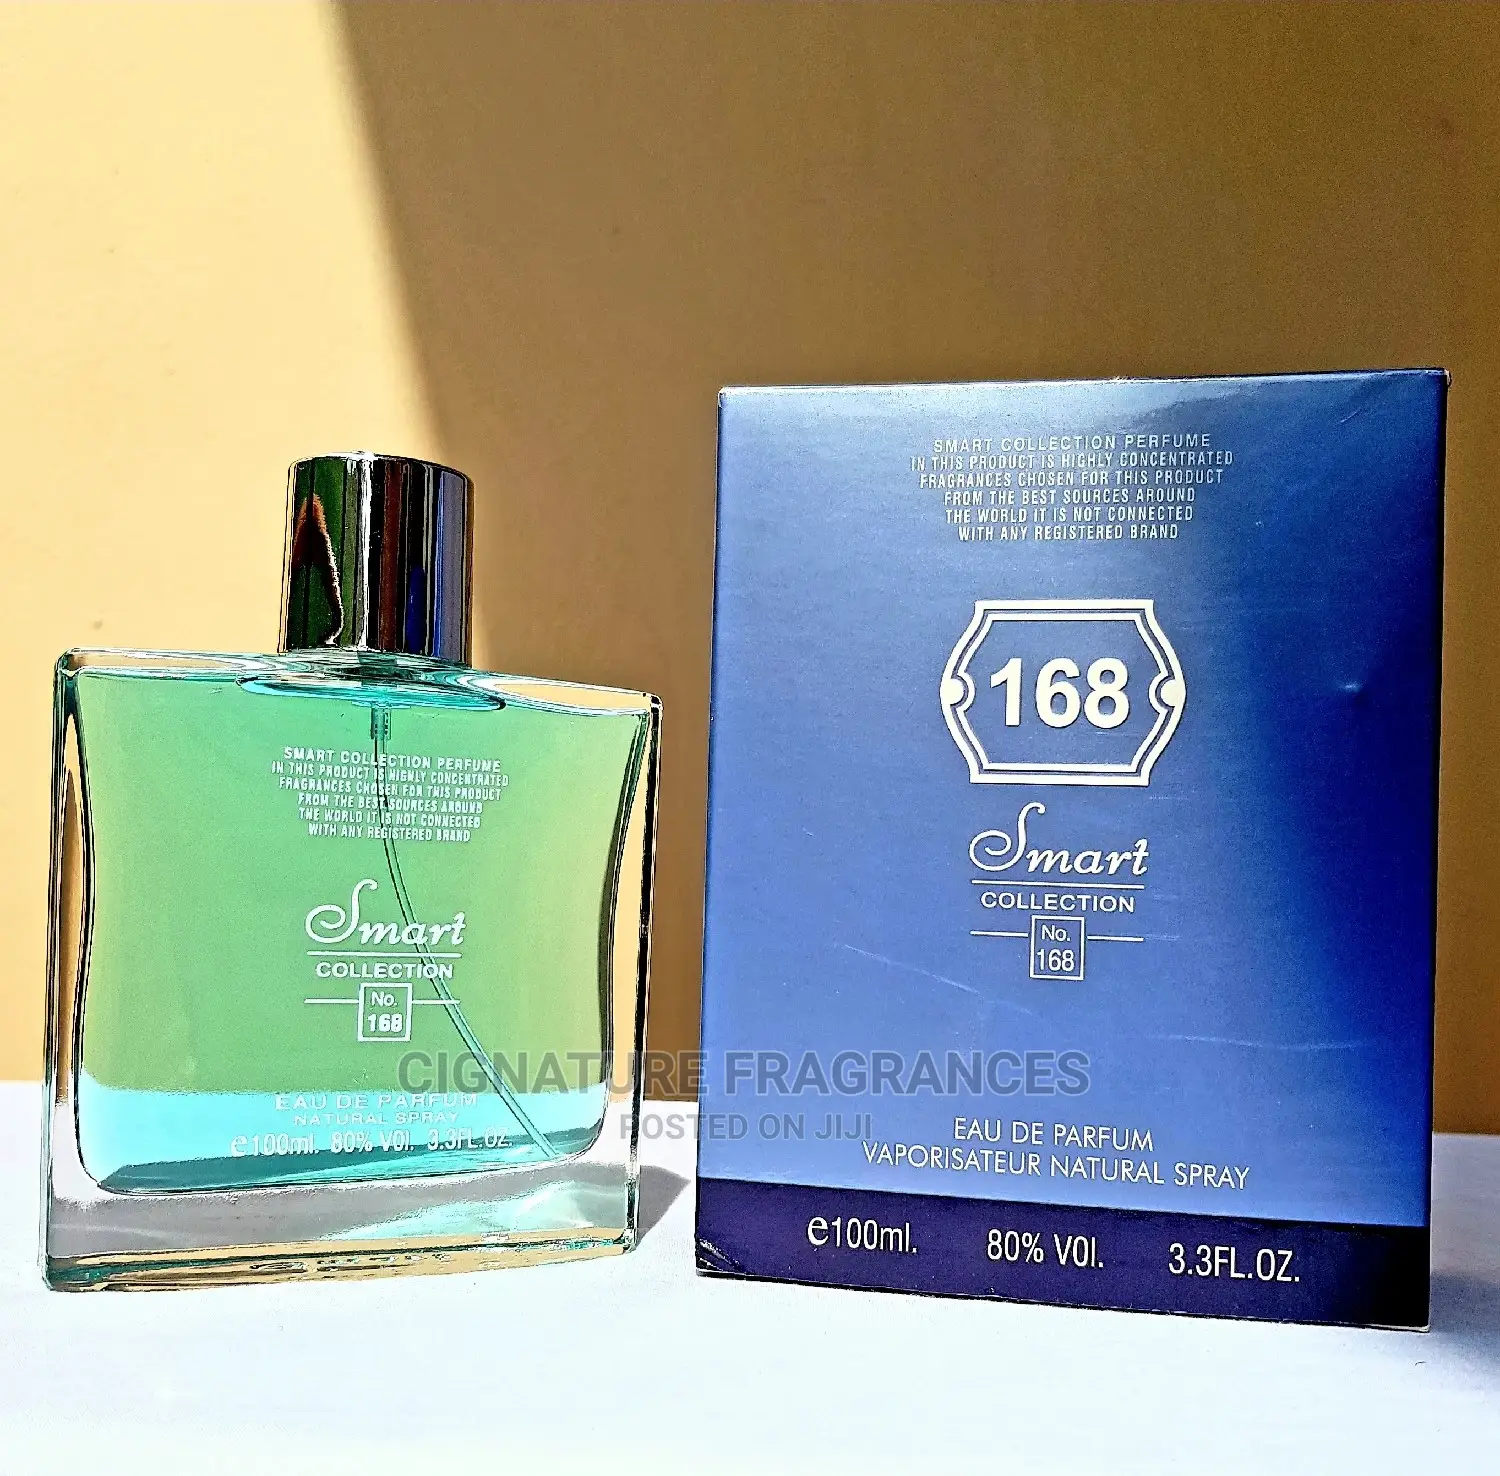 SMART COLLECTION PERFUME
IN THIS PRODUCT IS HIGHLY CONCENTRATED
FRAGRANCES CHOSEN FOR THIS PRODUCT
FROM THE BEST SOURCES AROUND
THE WORLD IT IS NOT CONNECTED
WITH ANY REGISTERED BRAND
Smart
COLLECTION
No.
168
EAU DE PARFUM
NATURAL SPRAY
e100ml. 80% VOl. 3.3FL.OZ.
SMART COLLECTION PERFUME
IN THIS PRODUCT IS HIGHLY CONCENTRATED
FRAGRANCES CHOSEN FOR THIS PRODUCT
FROM THE BEST SOURCES AROUND
THE WORLD IT IS NOT CONNECTED
WITH ANY REGISTERED BRAND
168
Smart
COLLECTION
No.
168
EAU DE PARFUM
VAPORISATEUR NATURAL SPRAY
e100ml. 80% VOl. 3.3FL.OZ.
CIGNATURE FRAGRANCES
POSTED ON JIJI